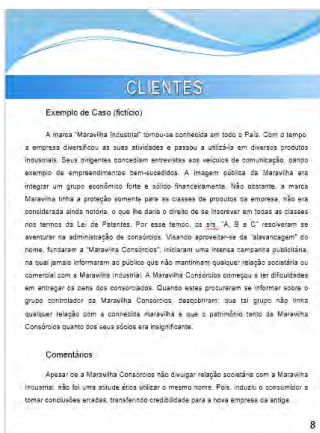 CLIENTES
Exemplo de Caso (fictício)
A marca "Maravilha Industrial" tornou-se conhecida em todo o País. Com o tempo
a empresa diversificou as suas atividades e passou a utilizá-la em diversos produtos
industriais. Seus dirigentes concediam entrevistas aos veículos de comunicação, dando
exemplo de empreendimentos bem-sucedidos. A imagem pública da Maravilha era
integrar um grupo econômico forte e sólido financeiramente. Não obstante, a marca
Maravilha tinha a proteção somente para as classes de produtos da empresa, não era
considerada ainda notória, o que lhe daria o direito de se inscrever em todas as classes
nos termos da Lei de Patentes. Por esse tempo, os srs. "A, B e C" resolveram se
aventurar na administração de consórcios. Visando aproveitar-se da "alavancagem" do
nome, fundaram a "Maravilha Consórcios", iniciaram uma intensa campanha publicitária,
na qual jamais informaram ao público que não mantinham qualquer relação societária ou
comercial com a Maravilha Industrial. A Maravilha Consórcios começou a ter dificuldades
em entregar os bens dos consorciados. Quando estes procuraram se informar sobre o
grupo controlador da Maravilha Consórcios, descobriram: que tal grupo não tinha
qualquer relação com a conhecida maravilha e que o patrimônio tanto da Maravilha
Consórcios quanto dos seus sócios era insignificante.
Comentários
Apesar de a Maravilha Consórcios não divulgar relação societária com a Maravilha
Industrial, não foi uma atitude ética utilizar o mesmo nome. Pois, induziu o consumidor a
tomar conclusões erradas, transferindo credibilidade para a nova empresa da antiga.
8